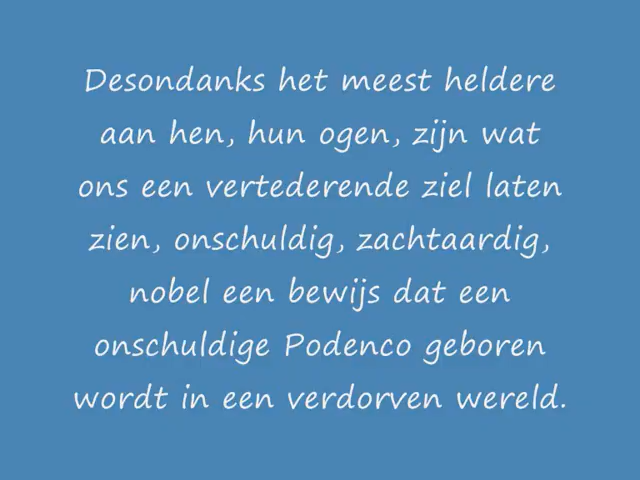 Desondanks het meest heldere
aan hen, hun ogen, zijn wat
ons een vertederende ziel laten
zien, onschuldig, zachtaardig,
nobel een bewijs dat een
onschuldige Podenco geboren
wordt in een verdorven wereld.